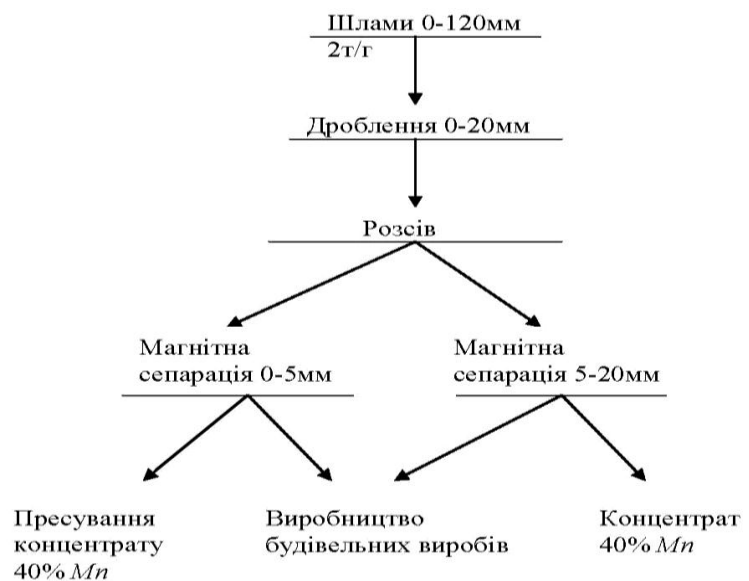 Шлами 0-120мм
2т/г
Дроблення 0-20мм
Розсів
Магнітна
сепарація 0-5мм
Магнітна
сепарація 5-20мм
Пресування
концентрату
40% Mn
Виробництво
будівельних виробів
Концентрат
40% Mn